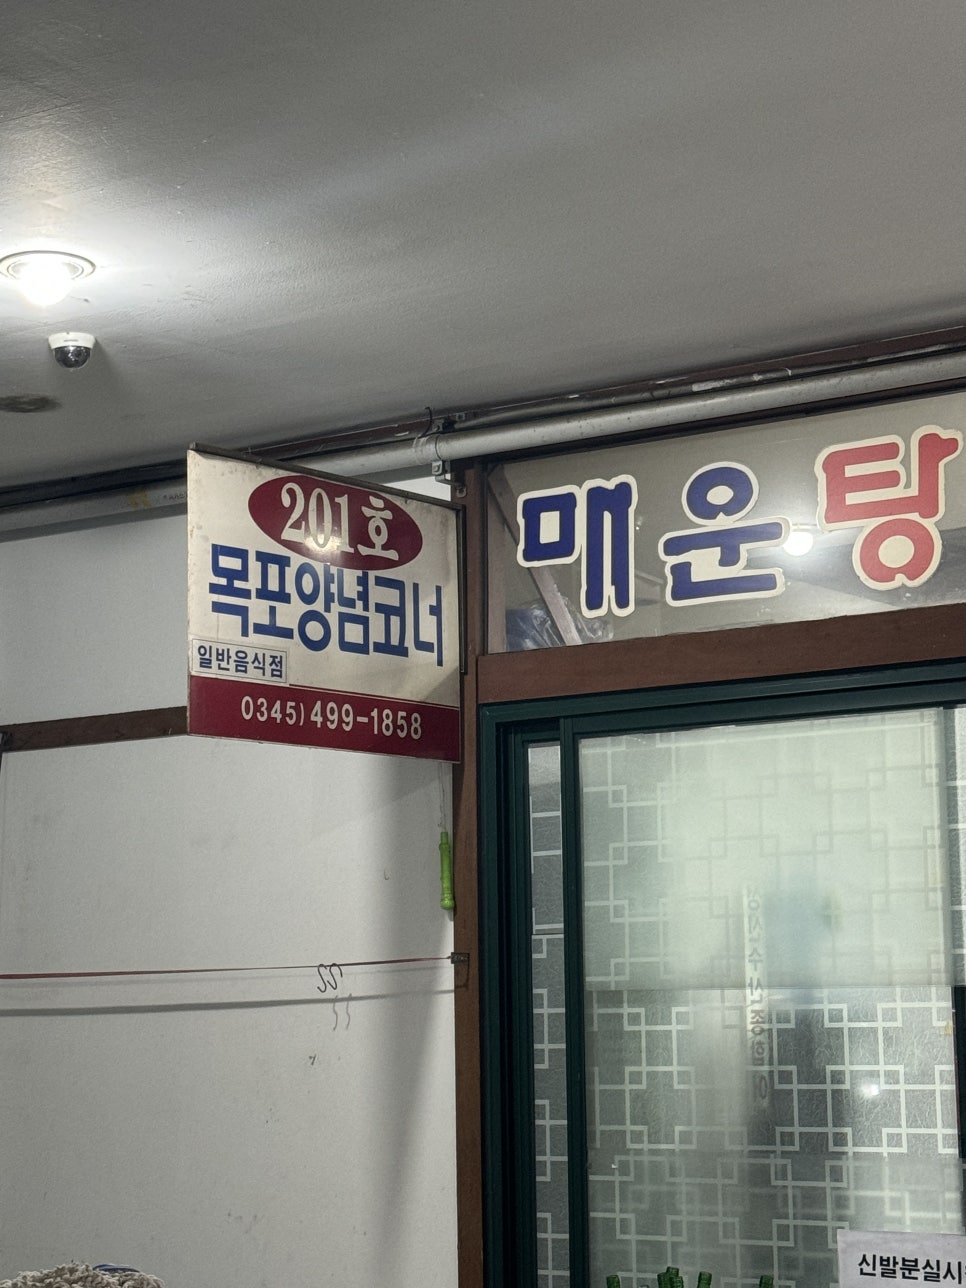 201호
목포양념코너
일반음식점
0345) 499-1858
매운탕
신발분실시